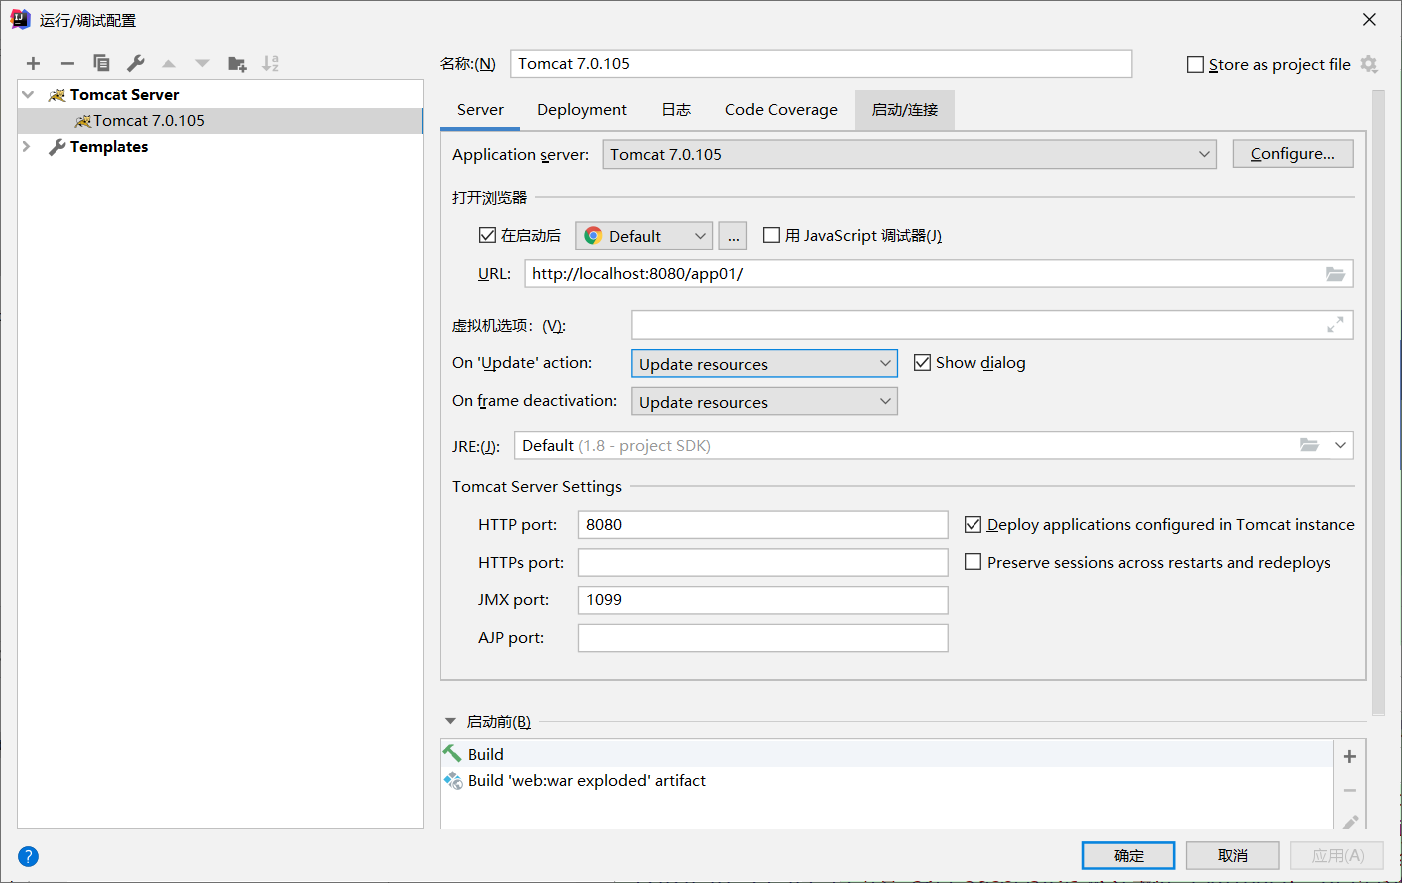 运行/调试配置
名称:(N) Tomcat 7.0.105 Store as project file
Tomcat Server
Tomcat 7.0.105
Templates
Server Deployment 日志 Code Coverage 启动/连接
Application server: Tomcat 7.0.105 Configure...
打开浏览器
在启动后 Default ... 用 JavaScript 调试器(J)
URL: http://localhost:8080/app01/
虚拟机选项： (V):
On 'Update' action: Update resources Show dialog
On frame deactivation: Update resources
JRE:(J): Default (1.8 - project SDK)
Tomcat Server Settings
HTTP port: 8080 Deploy applications configured in Tomcat instance
HTTPs port: Preserve sessions across restarts and redeploys
JMX port: 1099
AJP port:
启动前(B)
Build
Build 'web:war exploded' artifact
? 确定 取消 应用(A)